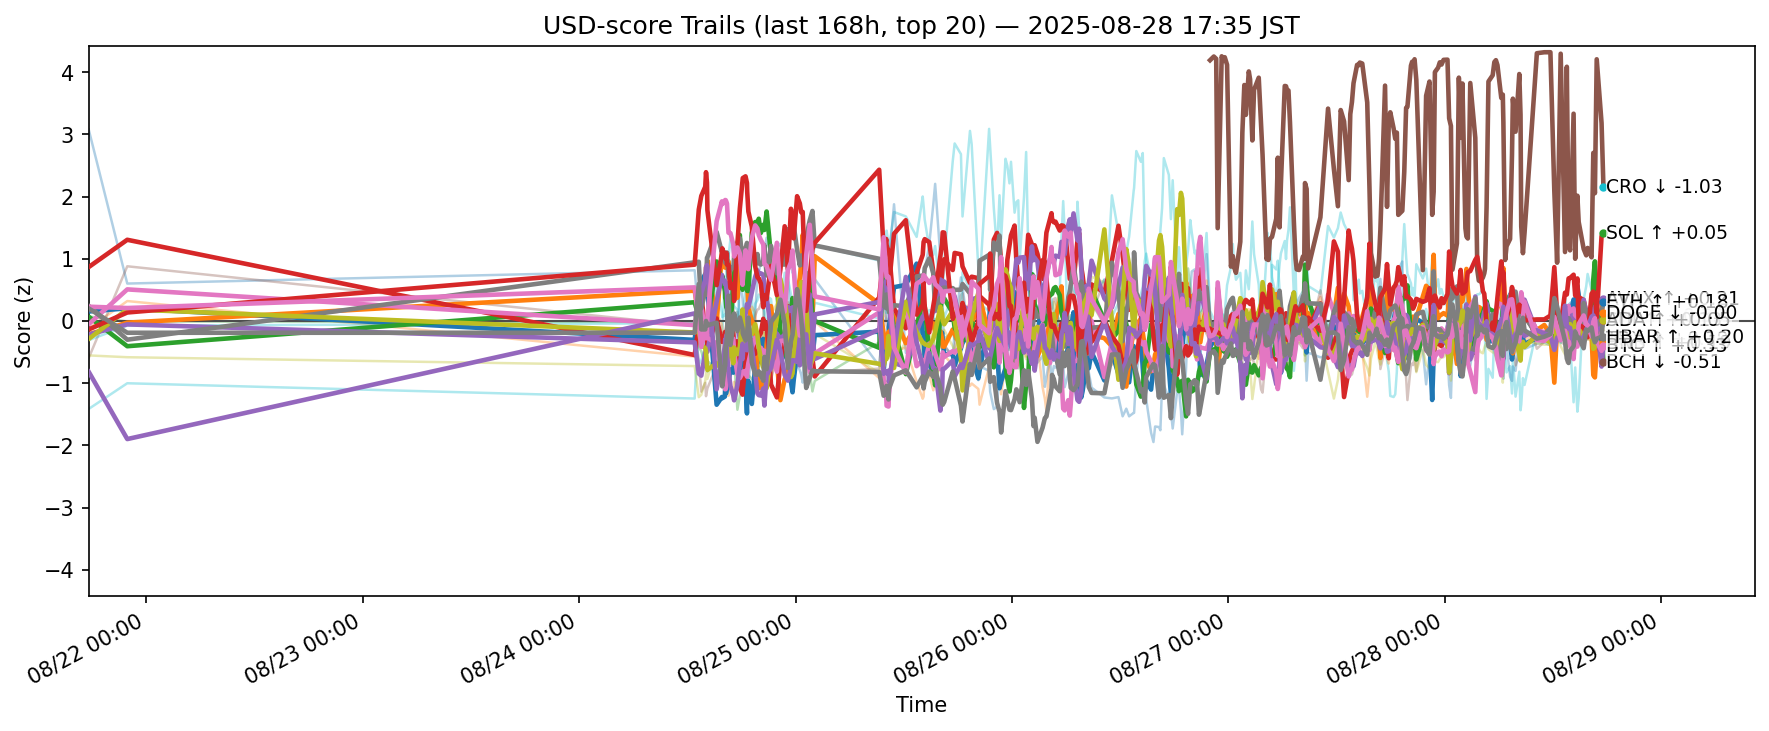 USD-score Trails (last 168h, top 20) — 2025-08-28 17:35 JST
Score (z)
4
3
2
1
0
−1
−2
−3
−4
CRO ↓ -1.03
SOL ↑ +0.05
ETH ↑ +0.18
DOGE ↓ -0.00
HBAR ↑ +0.20
BCH ↓ -0.51
08/22 00:00
08/23 00:00
08/24 00:00
08/25 00:00
08/26 00:00
08/27 00:00
08/28 00:00
08/29 00:00
Time